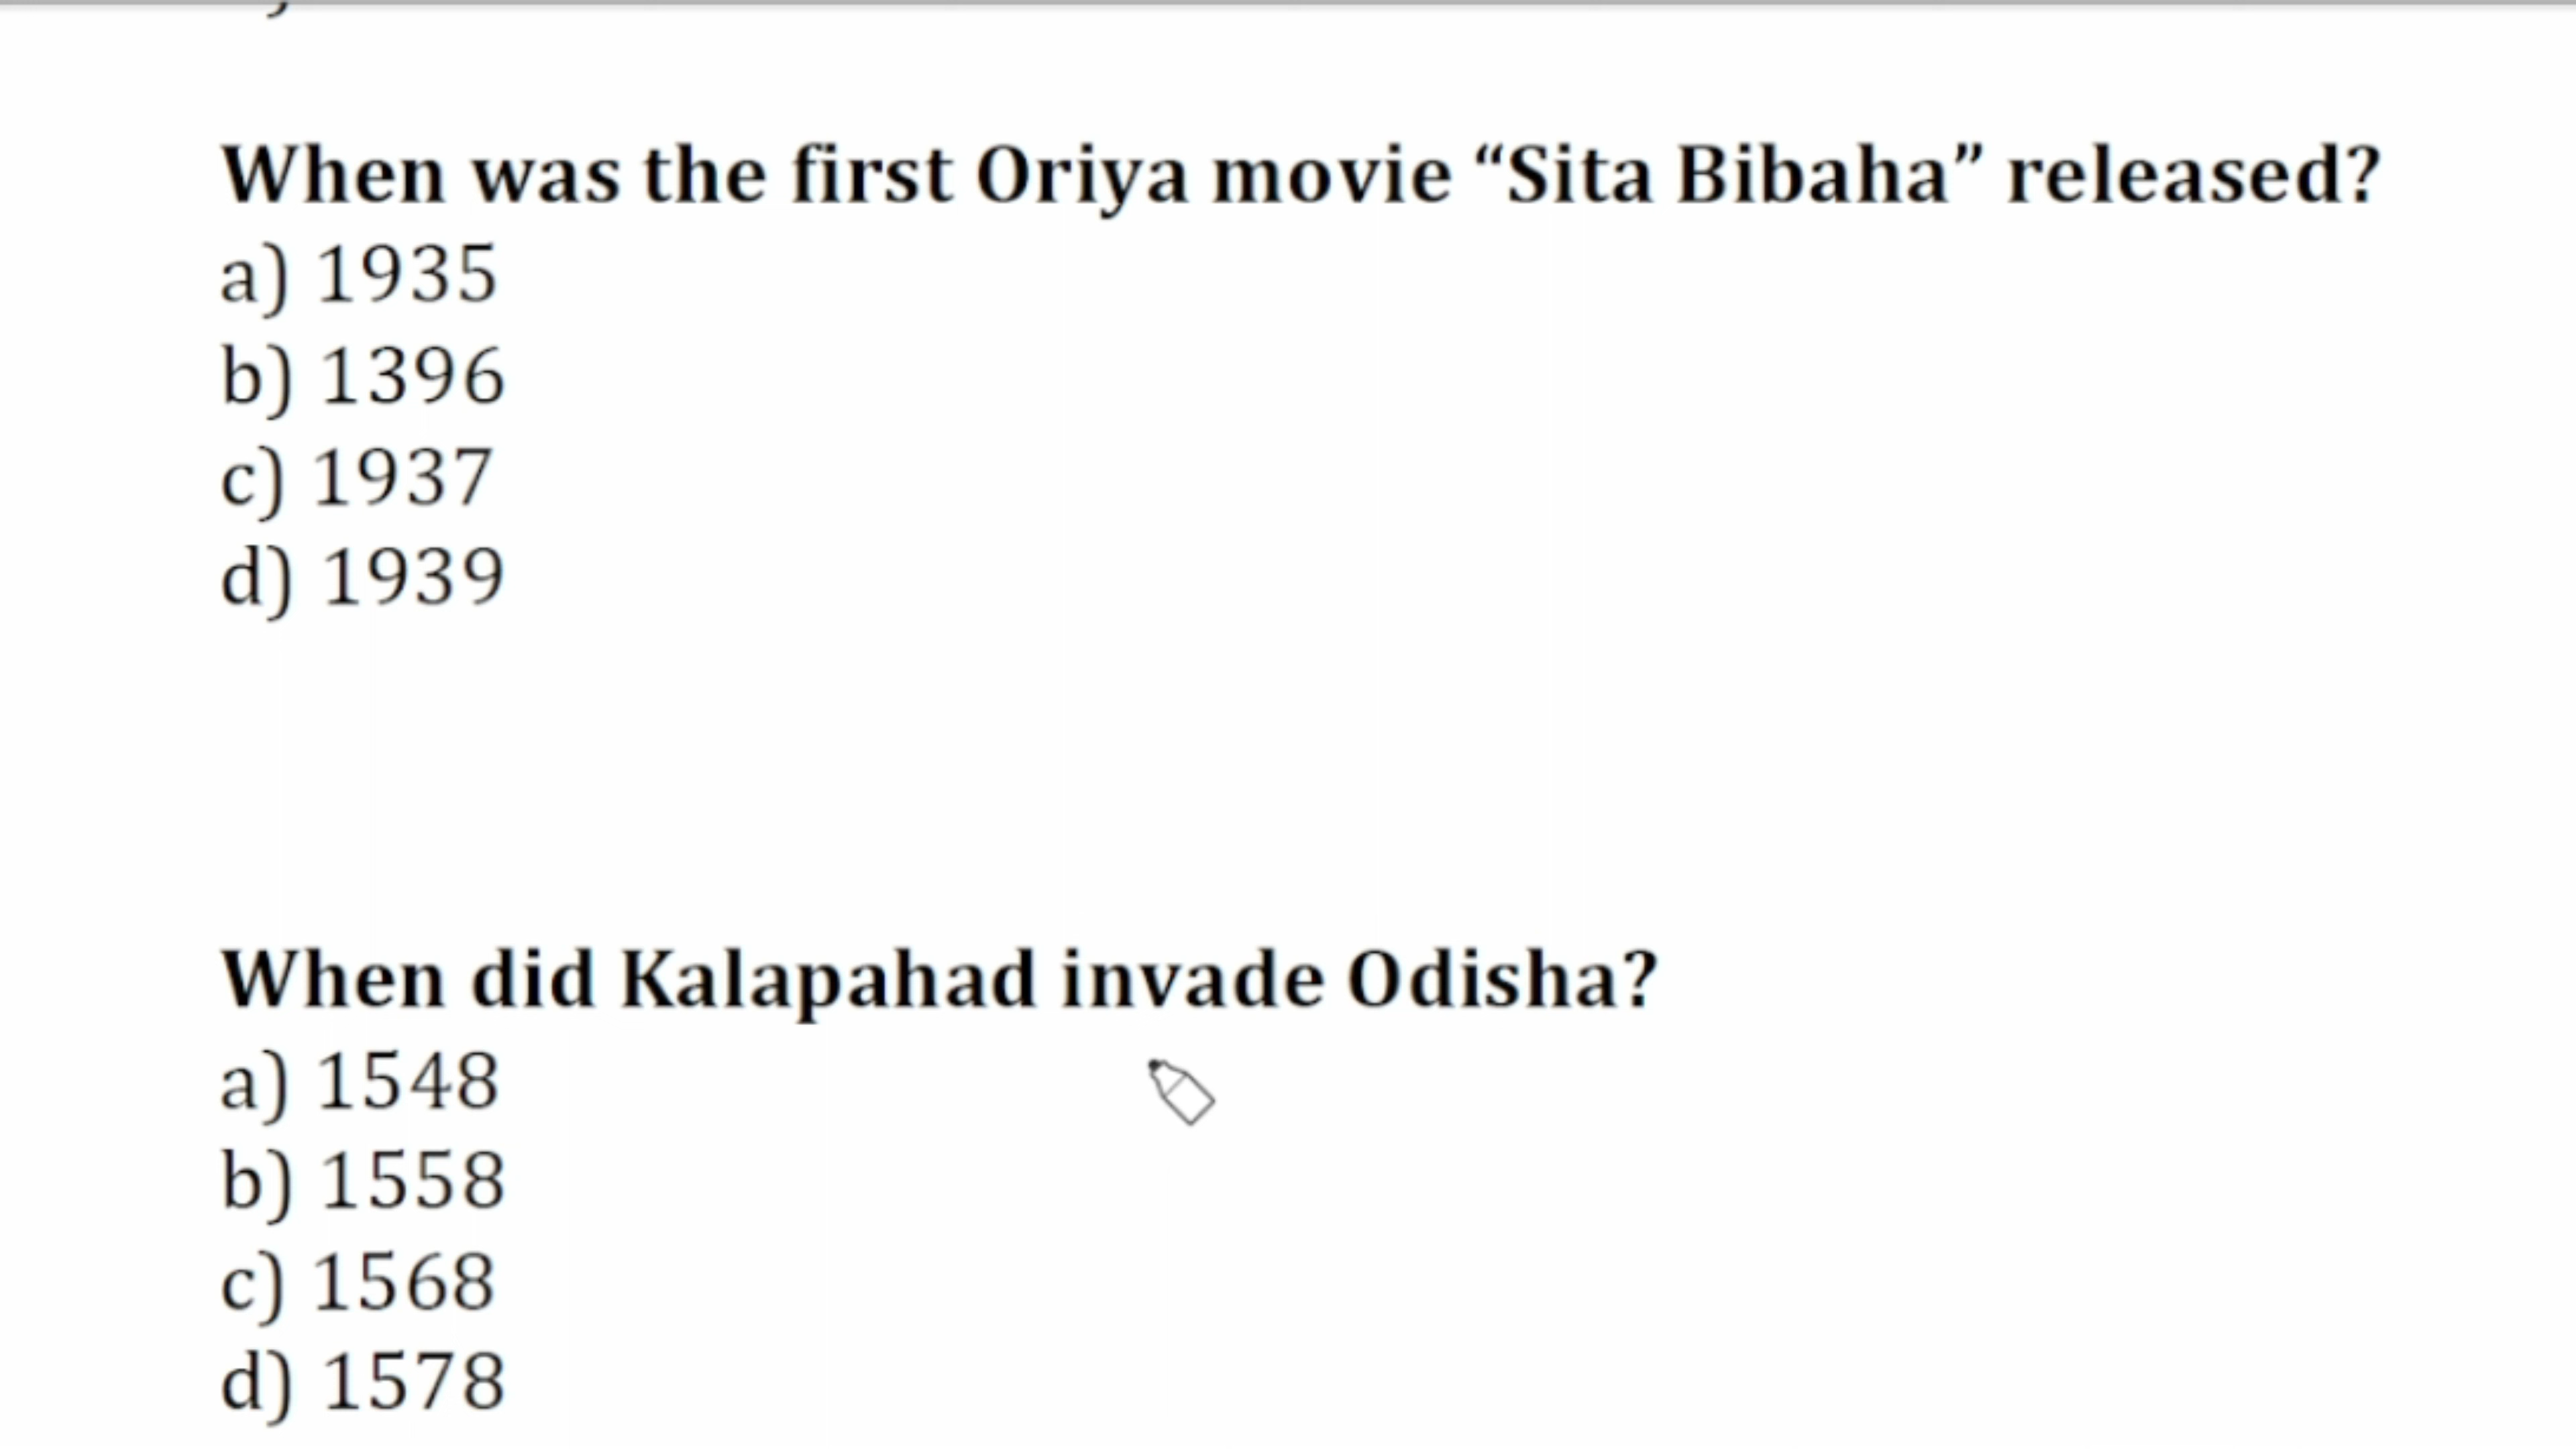 When was the first Oriya movie “Sita Bibaha” released?
a) 1935
b) 1396
c) 1937
d) 1939
When did Kalapahad invade Odisha?
a) 1548
b) 1558
c) 1568
d) 1578